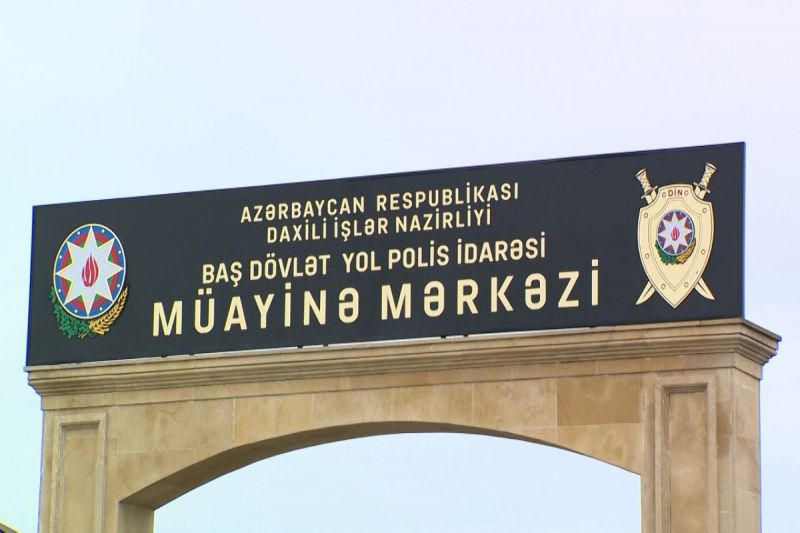 AZƏRBAYCAN RESPUBLİKASI
DAXİLİ İŞLƏR NAZİRLİYİ
BAŞ DÖVLƏT YOL POLİS İDARƏSİ
MÜAYİNƏ MƏRKƏZİ
DİN